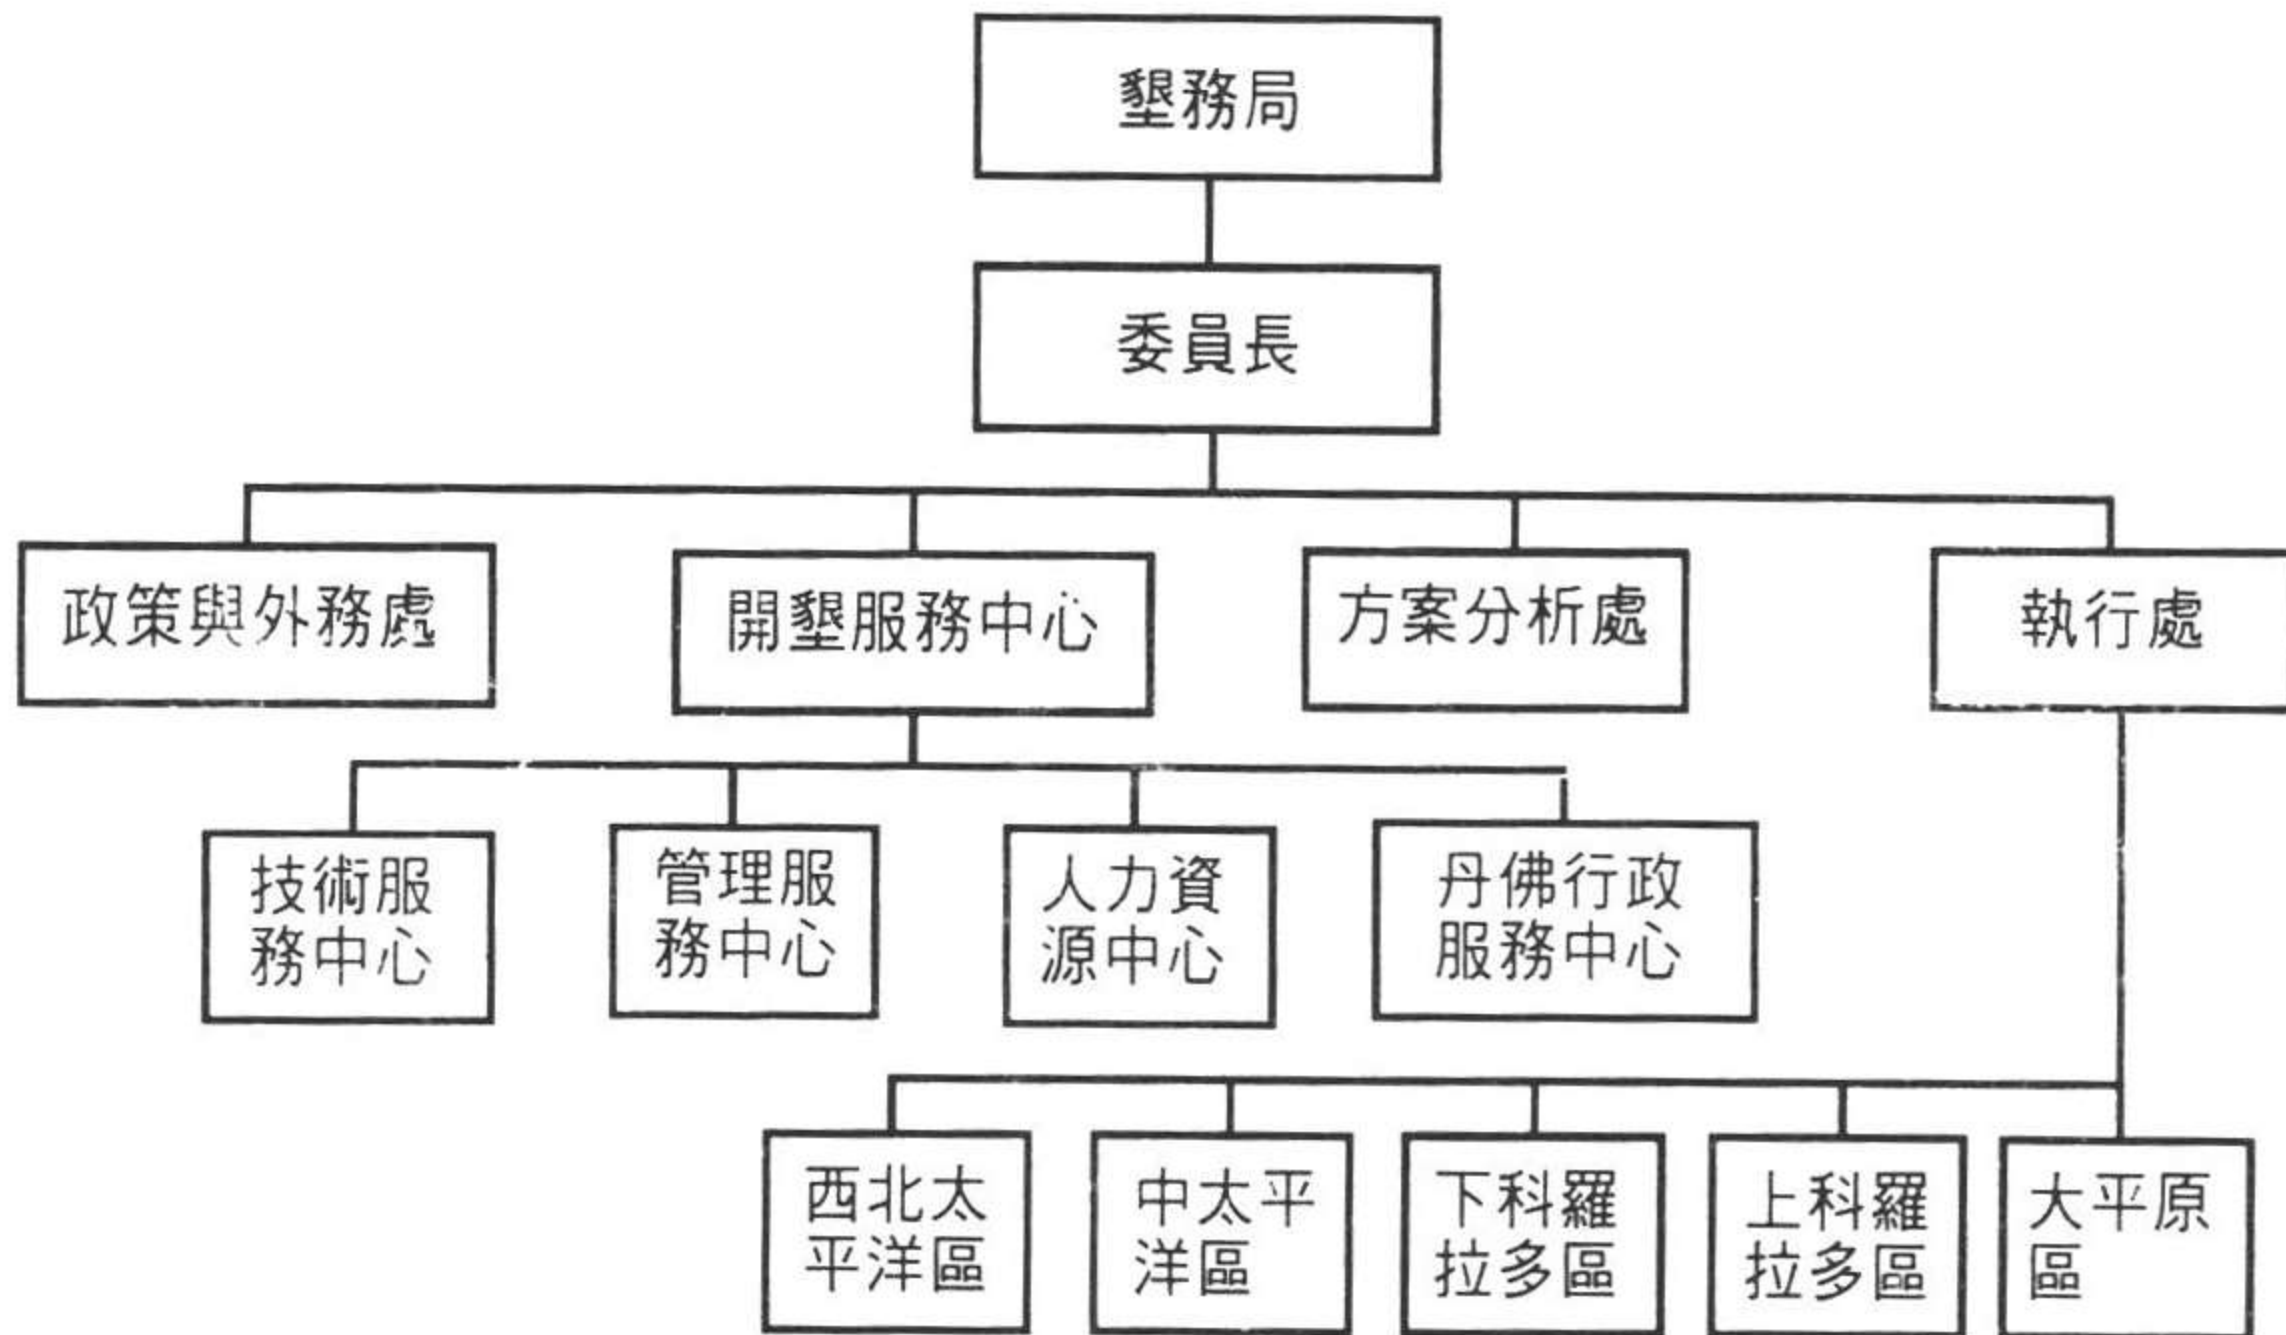 墾務局
委員長
政策與外務處
開墾服務中心
方案分析處
執行處
技術服
務中心
管理服
務中心
人力資
源中心
丹佛行政
服務中心
西北太
平洋區
中太平
洋區
下科羅
拉多區
上科羅
拉多區
大平原
區